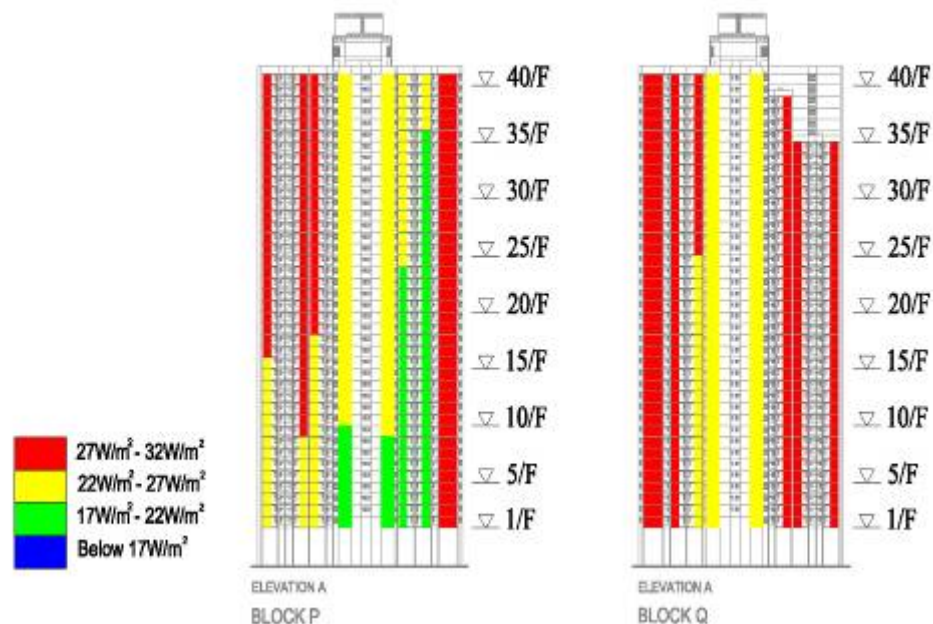 40/F
35/F
30/F
25/F
20/F
15/F
10/F
5/F
1/F
40/F
35/F
30/F
25/F
20/F
15/F
10/F
5/F
1/F
27W/m² - 32W/m²
22W/m² - 27W/m²
17W/m² - 22W/m²
Below 17W/m²
ELEVATION A
BLOCK P
ELEVATION A
BLOCK Q